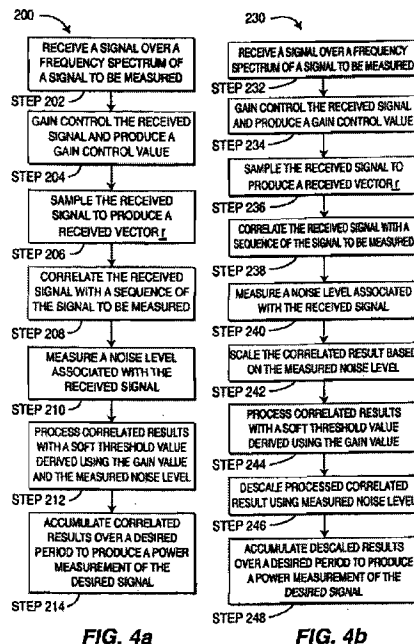 200
RECEIVE A SIGNAL OVER A
FREQUENCY SPECTRUM OF
A SIGNAL TO BE MEASURED
STEP 202
GAIN CONTROL THE RECEIVED
SIGNAL AND PRODUCE A
GAIN CONTROL VALUE
STEP 204
SAMPLE THE RECEIVED
SIGNAL TO PRODUCE A
RECEIVED VECTOR r
STEP 206
CORRELATE THE RECEIVED
SIGNAL WITH A SEQUENCE OF
THE SIGNAL TO BE MEASURED
STEP 208
MEASURE A NOISE LEVEL
ASSOCIATED WITH THE
RECEIVED SIGNAL
STEP 210
PROCESS CORRELATED RESULTS
WITH A SOFT THRESHOLD VALUE
DERIVED USING THE GAIN VALUE
AND THE MEASURED NOISE LEVEL
STEP 212
ACCUMULATE CORRELATED
RESULTS OVER A DESIRED
PERIOD TO PRODUCE A POWER
MEASUREMENT OF THE
DESIRED SIGNAL
STEP 214
FIG. 4a
230
RECEIVE A SIGNAL OVER A FREQUENCY
SPECTRUM OF A SIGNAL TO BE MEASURED
STEP 232
GAIN CONTROL THE RECEIVED SIGNAL
AND PRODUCE A GAIN CONTROL VALUE
STEP 234
SAMPLE THE RECEIVED SIGNAL TO
PRODUCE A RECEIVED VECTOR r
STEP 236
CORRELATE THE RECEIVED SIGNAL WITH A
SEQUENCE OF THE SIGNAL TO BE MEASURED
STEP 238
MEASURE A NOISE LEVEL ASSOCIATED
WITH THE RECEIVED SIGNAL
STEP 240
SCALE THE CORRELATED RESULT BASED
ON THE MEASURED NOISE LEVEL
STEP 242
PROCESS CORRELATED RESULTS
WITH A SOFT THRESHOLD VALUE
DERIVED USING THE GAIN VALUE
STEP 244
DESCALE PROCESSED CORRELATED
RESULT USING MEASURED NOISE LEVEL
STEP 246
ACCUMULATE DESCALED RESULTS
OVER A DESIRED PERIOD TO PRODUCE
A POWER MEASUREMENT OF THE
DESIRED SIGNAL
STEP 248
FIG. 4b